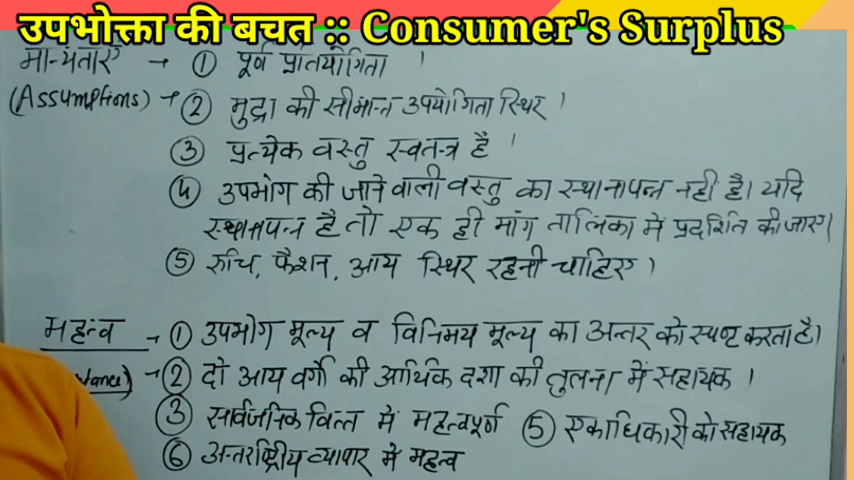 उपभोक्ता की बचत :: Consumer's Surplus
मान्यताएँ → ① पूर्ण प्रतियोगिता ।
(Assumptions) → ② मुद्रा की सीमान्त उपयोगिता स्थिर ।
③ प्रत्येक वस्तु स्वतन्त्र है ।
④ उपभोग की जाने वाली वस्तु का स्थानापन्न नहीं है। यदि
स्थानापन्न है तो एक ही मांग तालिका में प्रदर्शित की जाए।
⑤ रुचि, फैशन, आय स्थिर रहनी चाहिए ।
महत्व → ① उपभोग मूल्य व विनिमय मूल्य का अन्तर को स्पष्ट करता है।
tance) → ② दो आय वर्गो की आर्थिक दशा की तुलना में सहायक ।
③ सार्वजनिक वित्त में महत्वपूर्ण ⑤ एकाधिकारी को सहायक
⑥ अन्तर्राष्ट्रीय व्यापार में महत्व